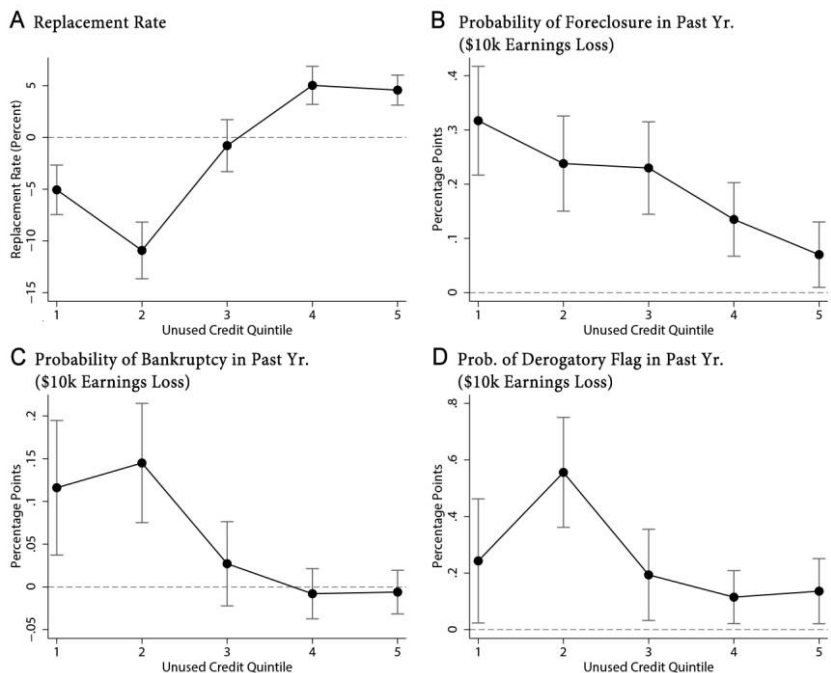 A Replacement Rate
Replacement Rate (Percent)
5
0
−5
−10
−15
1 2 3 4 5
Unused Credit Quintile
B Probability of Foreclosure in Past Yr.
($10k Earnings Loss)
Percentage Points
.4
.3
.2
.1
0
1 2 3 4 5
Unused Credit Quintile
C Probability of Bankruptcy in Past Yr.
($10k Earnings Loss)
Percentage Points
.2
.15
.1
.05
0
−.05
1 2 3 4 5
Unused Credit Quintile
D Prob. of Derogatory Flag in Past Yr.
($10k Earnings Loss)
Percentage Points
.8
.6
.4
.2
0
1 2 3 4 5
Unused Credit Quintile